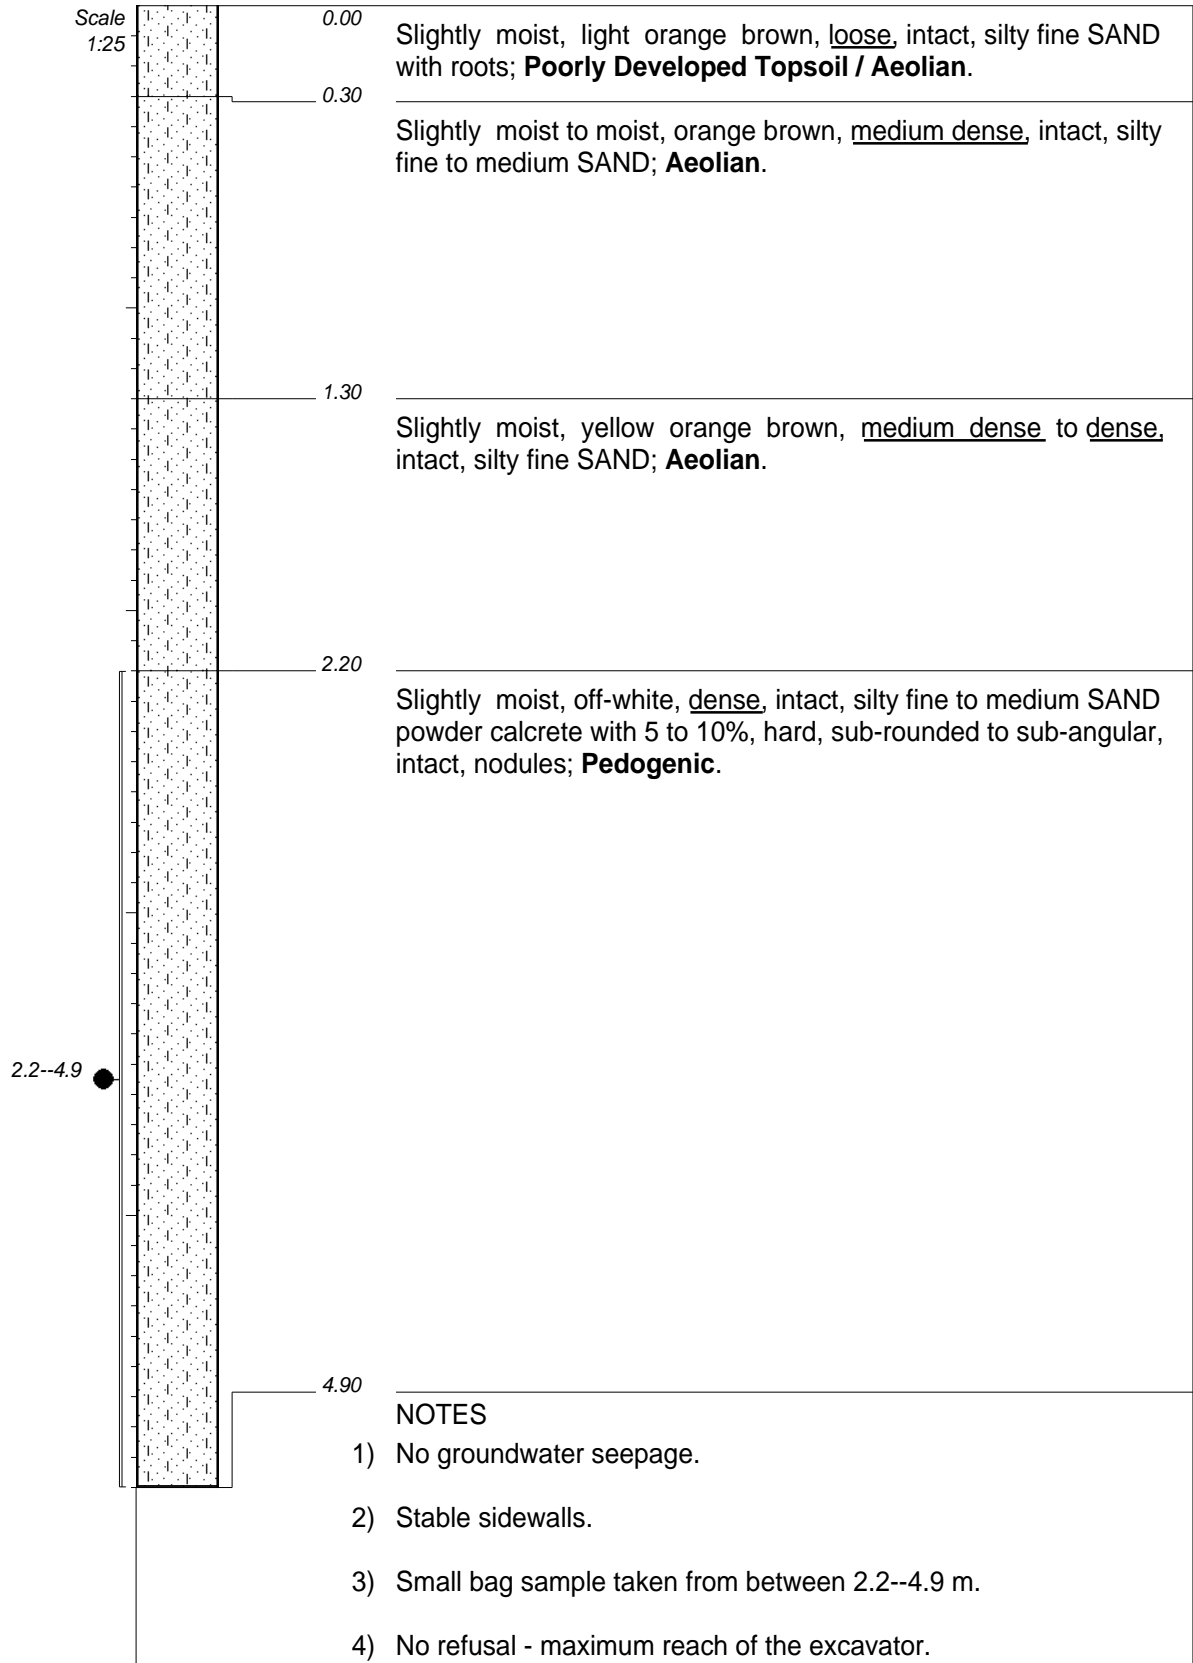 Scale
1:25
0.00
Slightly moist, light orange brown, loose, intact, silty fine SAND
with roots; Poorly Developed Topsoil / Aeolian.
0.30
Slightly moist to moist, orange brown, medium dense, intact, silty
fine to medium SAND; Aeolian.
1.30
Slightly moist, yellow orange brown, medium dense to dense,
intact, silty fine SAND; Aeolian.
2.20
Slightly moist, off-white, dense, intact, silty fine to medium SAND
powder calcrete with 5 to 10%, hard, sub-rounded to sub-angular,
intact, nodules; Pedogenic.
2.2--4.9
4.90
NOTES
1) No groundwater seepage.
2) Stable sidewalls.
3) Small bag sample taken from between 2.2--4.9 m.
4) No refusal - maximum reach of the excavator.